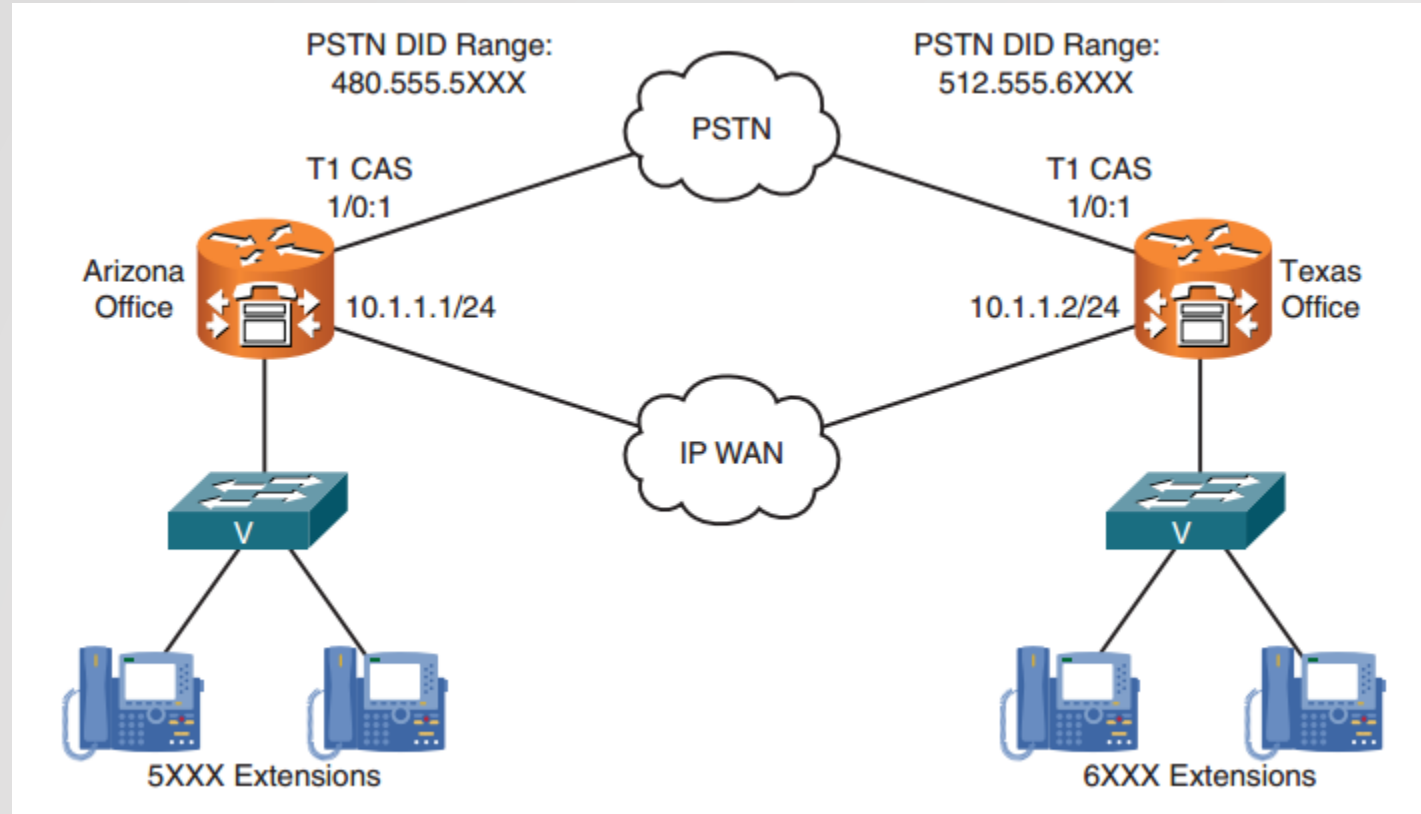 PSTN DID Range:
480.555.5XXX
PSTN DID Range:
512.555.6XXX
PSTN
T1 CAS
1/0:1
T1 CAS
1/0:1
Arizona
Office
10.1.1.1/24
10.1.1.2/24
Texas
Office
IP WAN
V
V
5XXX Extensions
6XXX Extensions